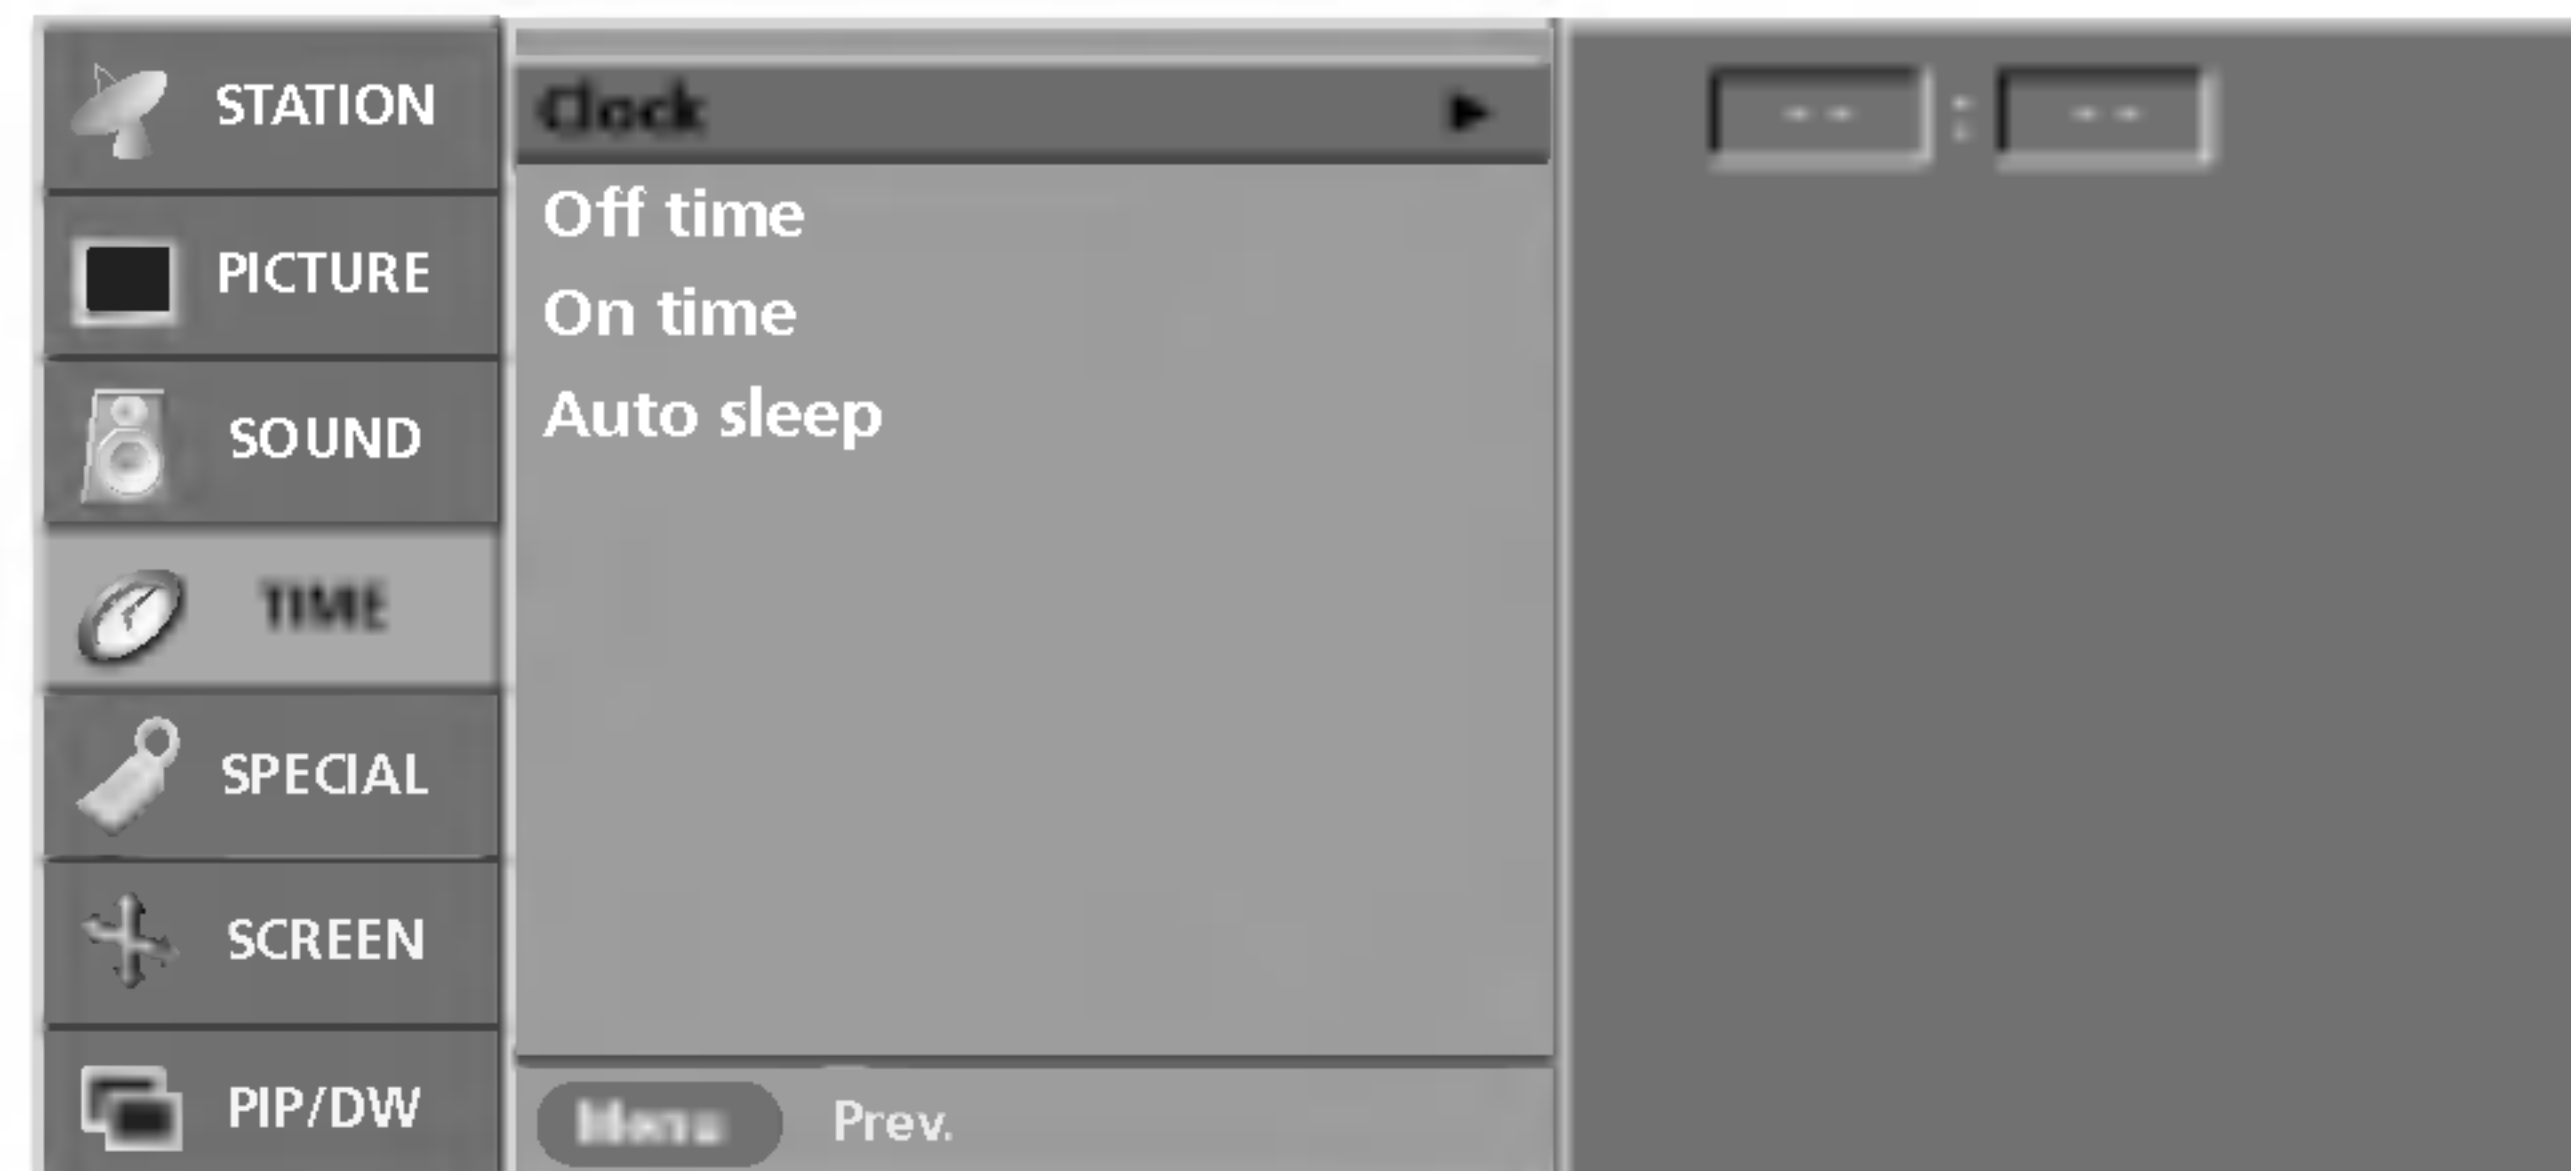 STATION
PICTURE
SOUND
TIME
SPECIAL
SCREEN
PIP/DW
Clock ►
Off time
On time
Auto sleep
Menu Prev.
-- : --